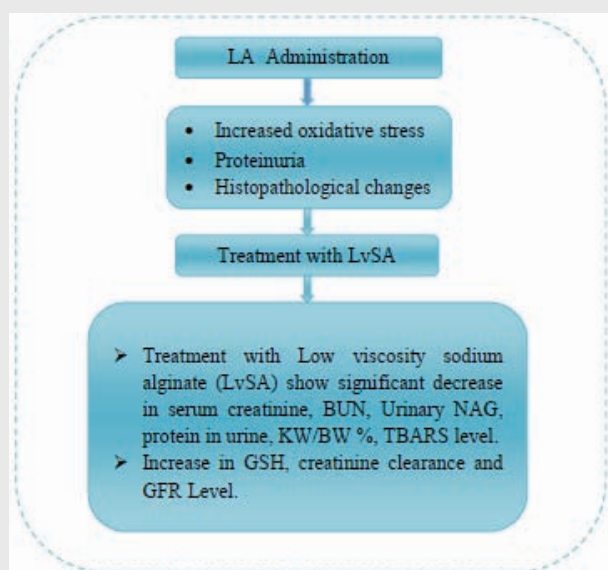 LA Administration
• Increased oxidative stress
• Proteinuria
• Histopathological changes
Treatment with LvSA
➢ Treatment with Low viscosity sodium
alginate (LvSA) show significant decrease
in serum creatinine, BUN, Urinary NAG,
protein in urine, KW/BW %, TBARS level.
➢ Increase in GSH, creatinine clearance and
GFR Level.